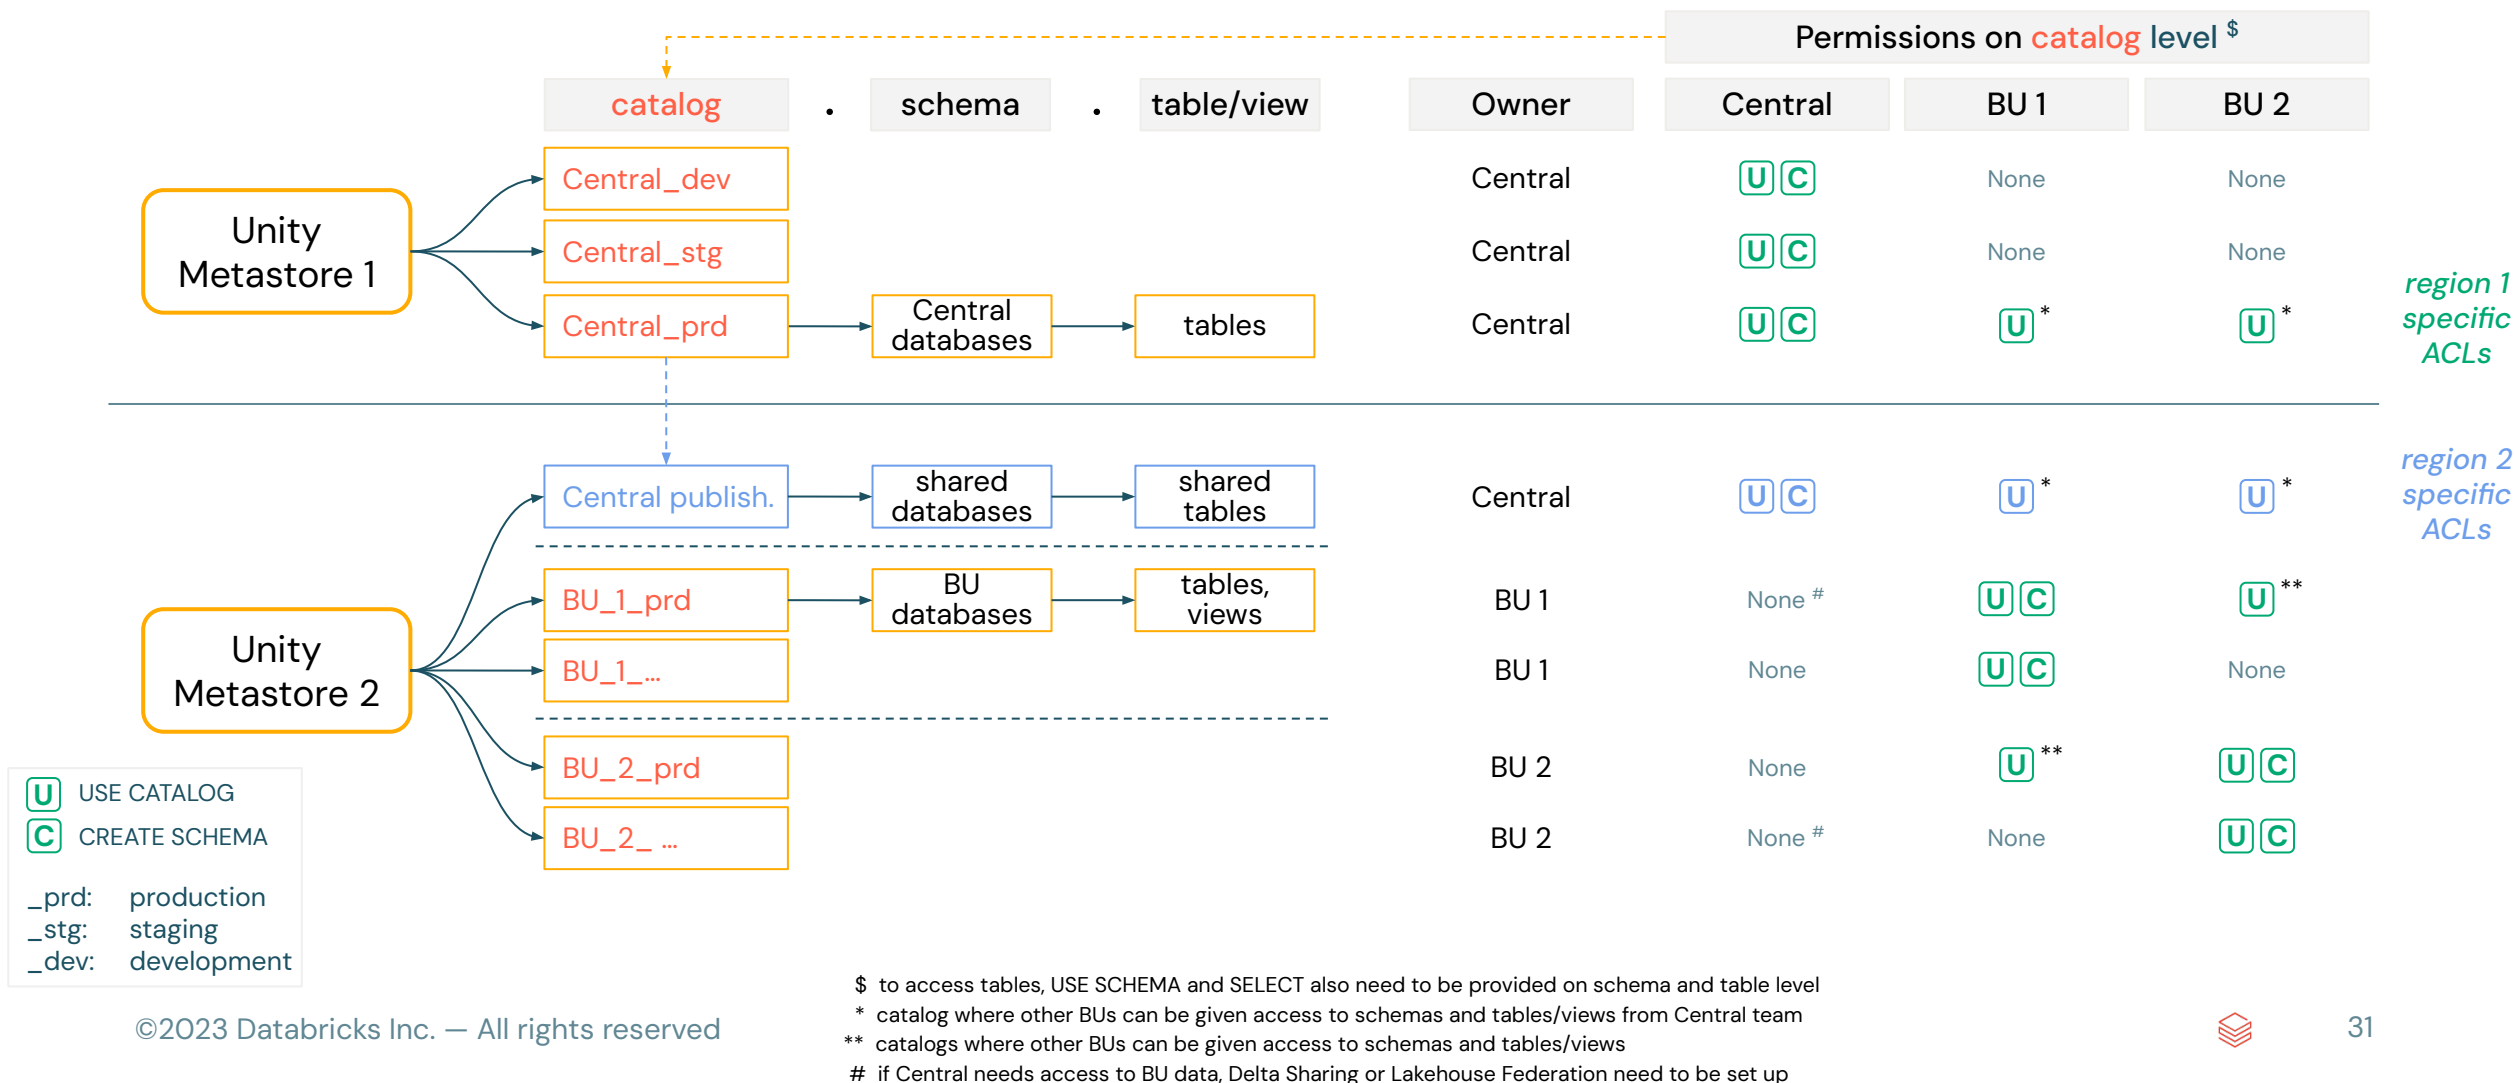 Permissions on catalog level $
catalog . schema . table/view Owner Central BU 1 BU 2
Unity
Metastore 1
Central_dev Central U C None None
Central_stg Central U C None None
Central_prd Central
databases tables Central U C U * U *
region 1
specific
ACLs
Central publish. shared
databases shared
tables Central U C U * U *
region 2
specific
ACLs
Unity
Metastore 2
BU_1_prd BU
databases tables,
views BU 1 None # U C U **
BU_1_... BU 1 None U C None
BU_2_prd BU 2 None U ** U C
BU_2_ ... BU 2 None # None U C
U USE CATALOG
C CREATE SCHEMA
_prd: production
_stg: staging
_dev: development
$ to access tables, USE SCHEMA and SELECT also need to be provided on schema and table level
* catalog where other BUs can be given access to schemas and tables/views from Central team
** catalogs where other BUs can be given access to schemas and tables/views
# if Central needs access to BU data, Delta Sharing or Lakehouse Federation need to be set up
©2023 Databricks Inc. — All rights reserved
31